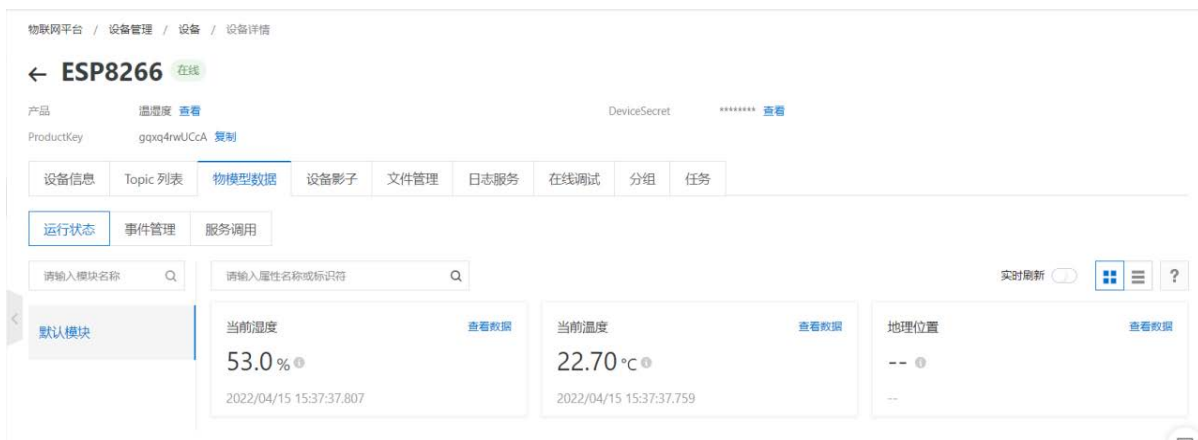 物联网平台 / 设备管理 / 设备 / 设备详情
← ESP8266 在线
产品 温湿度 查看 DeviceSecret ******** 查看
ProductKey gqxq4rwUCcA 复制
设备信息 Topic 列表 物模型数据 设备影子 文件管理 日志服务 在线调试 分组 任务
运行状态 事件管理 服务调用
请输入模块名称 请输入属性名称或标识符 实时刷新 ?
默认模块
当前湿度 查看数据 当前温度 查看数据 地理位置 查看数据
53.0 % 22.70 °C --
2022/04/15 15:37:37.807 2022/04/15 15:37:37.759 --